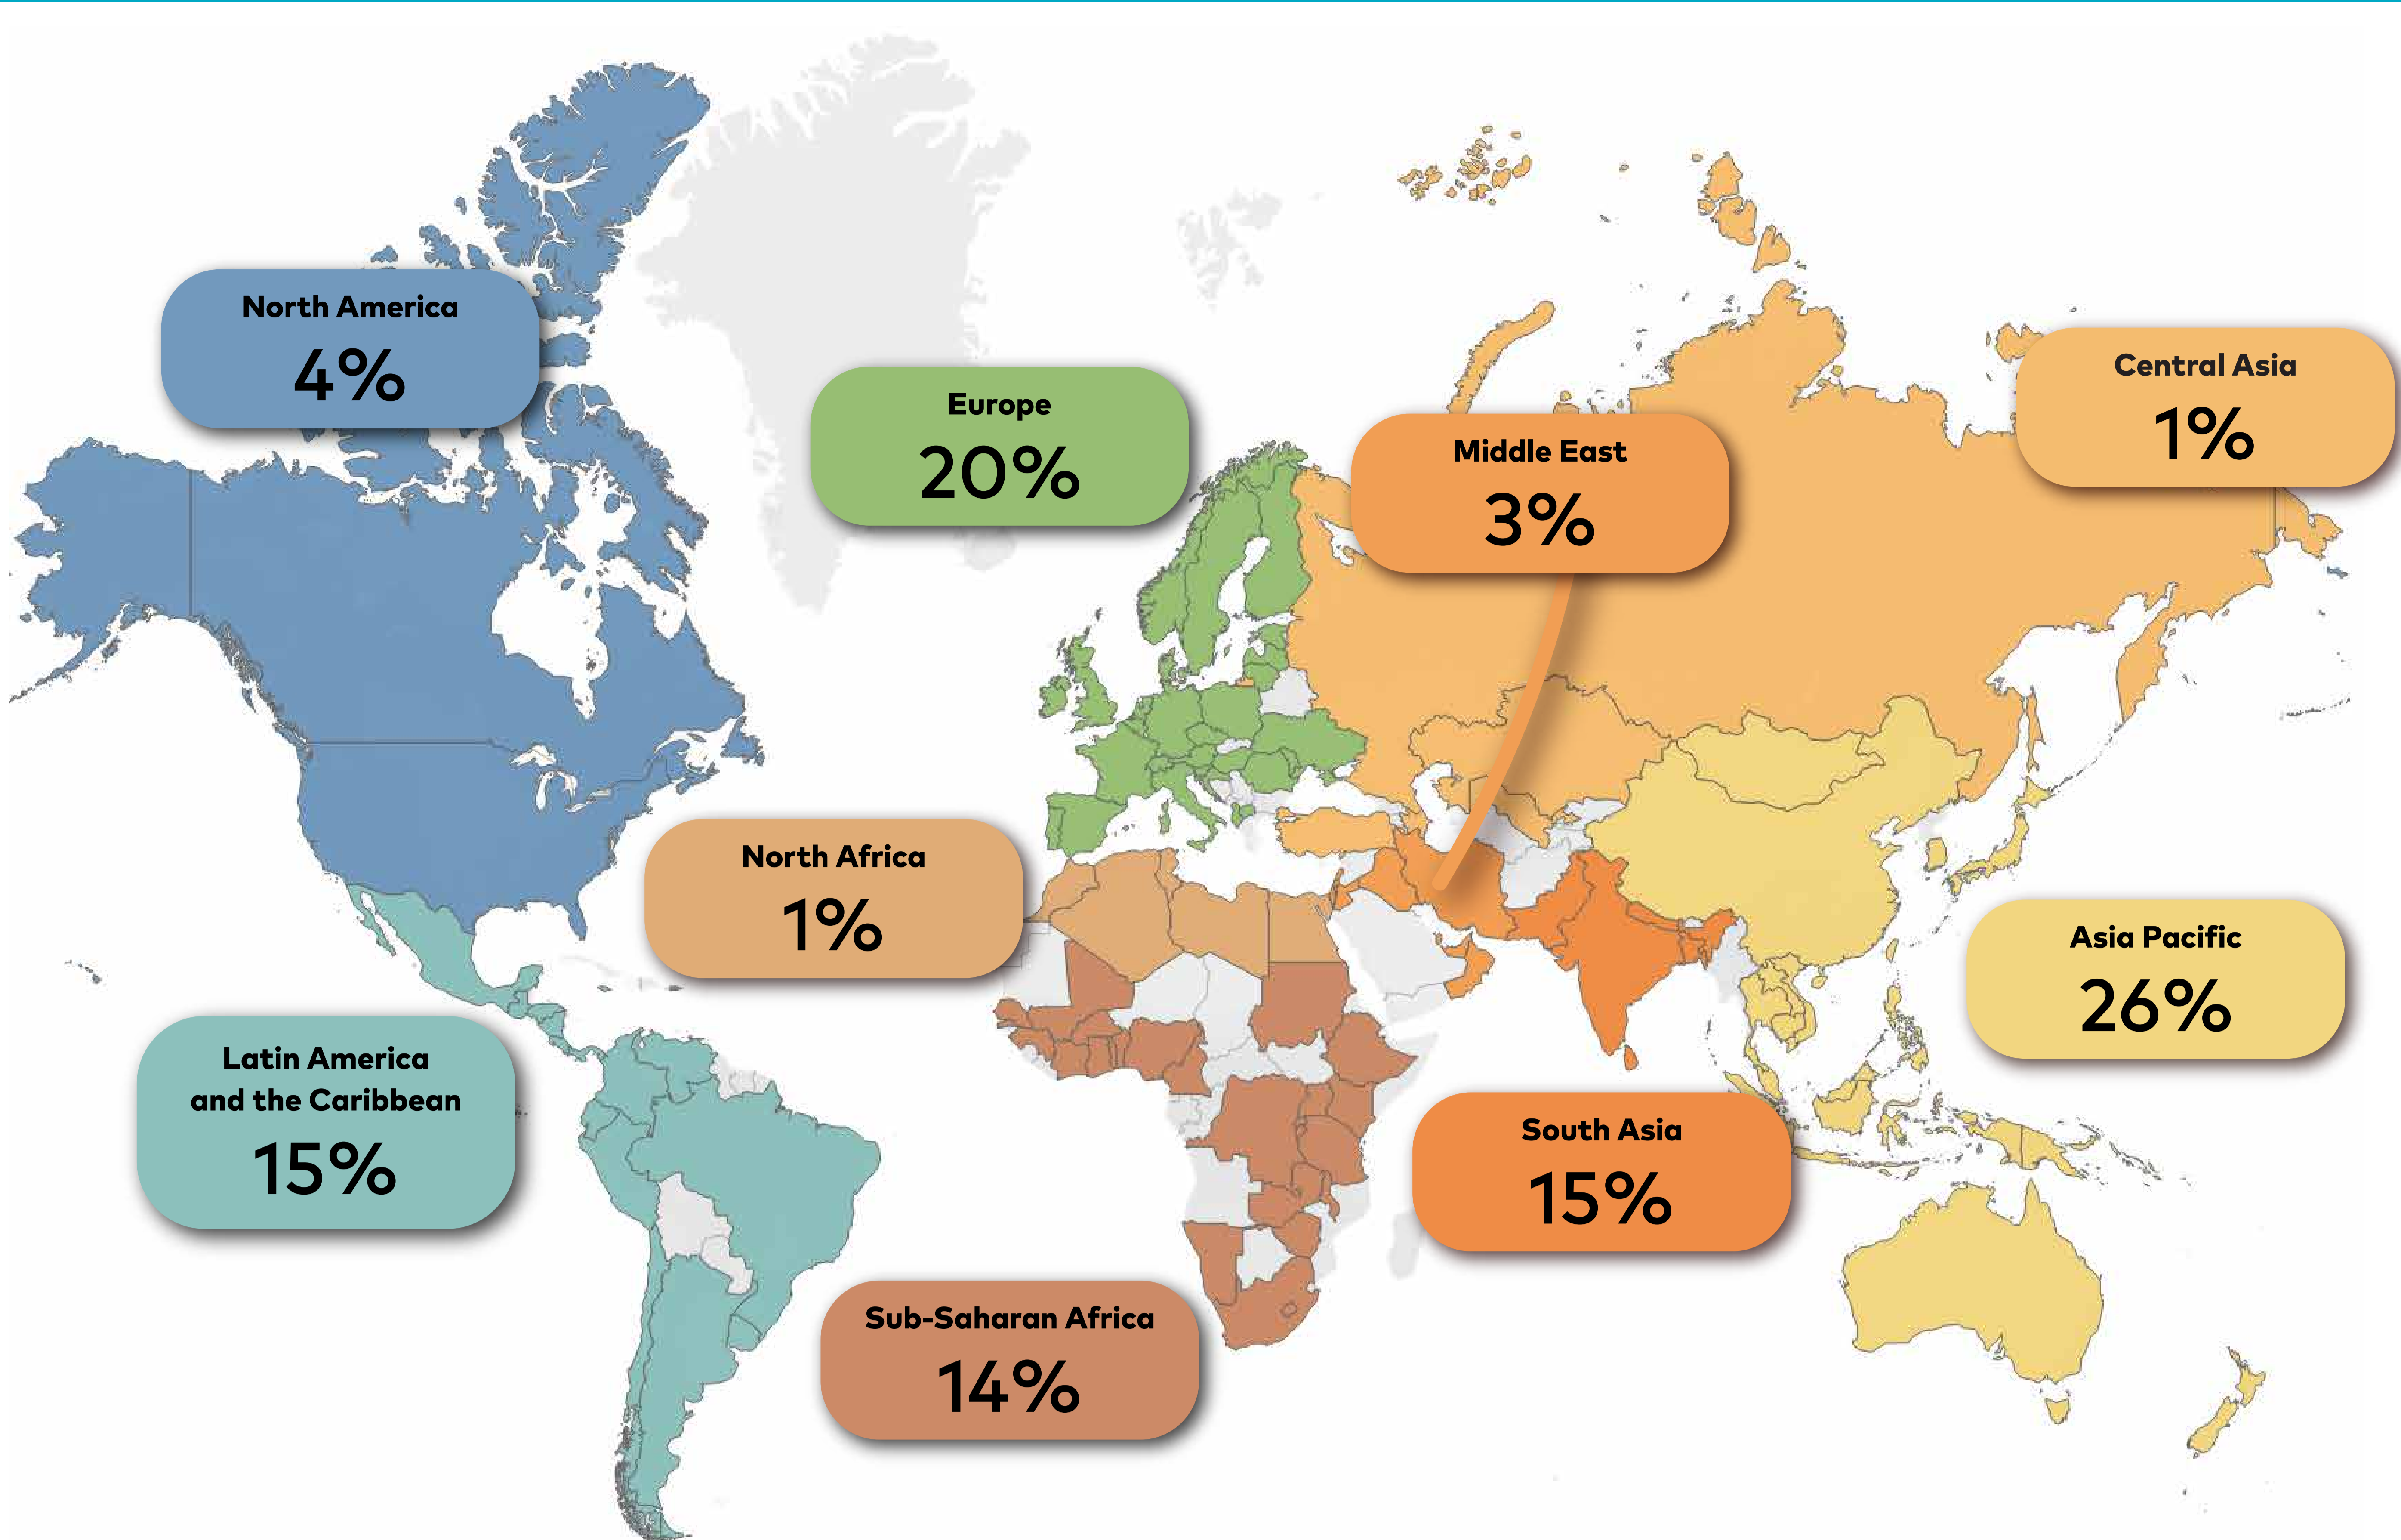 North America
4%
Europe
20%
Middle East
3%
Central Asia
1%
North Africa
1%
Asia Pacific
26%
Latin America
and the Caribbean
15%
South Asia
15%
Sub-Saharan Africa
14%